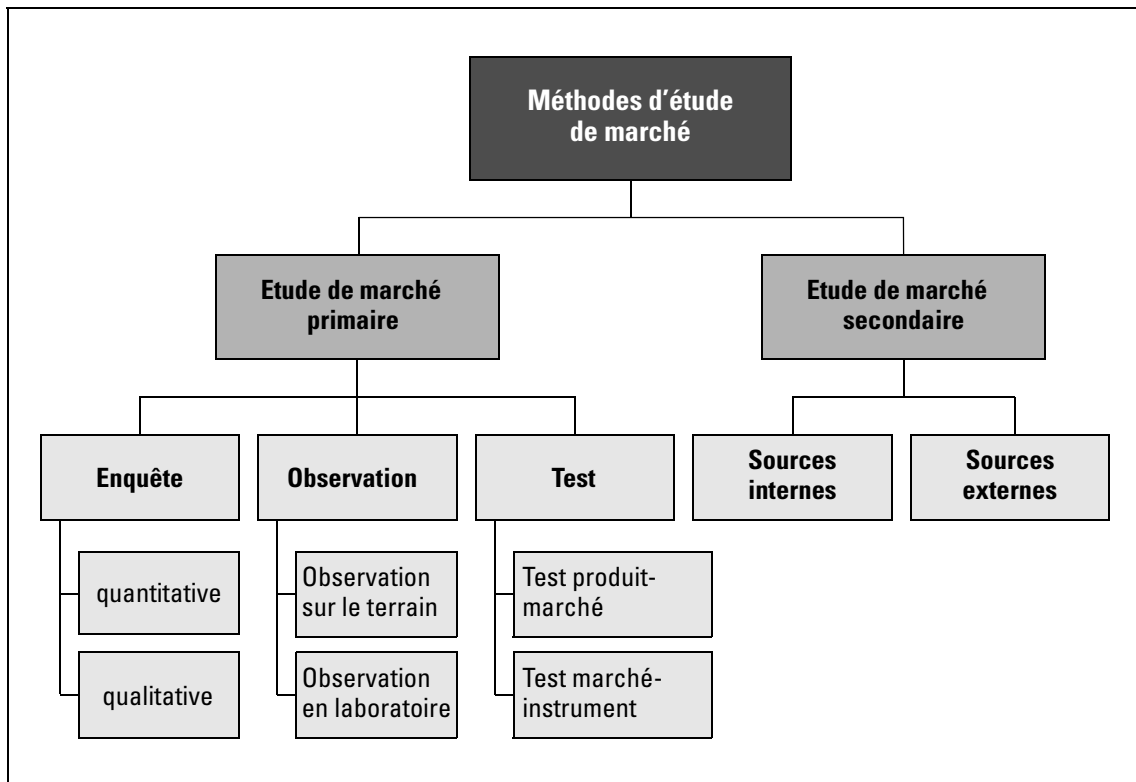 Méthodes d'étude
de marché
Etude de marché
primaire
Etude de marché
secondaire
Enquête
Observation
Test
Sources
internes
Sources
externes
quantitative
Observation
sur le terrain
Test produit-
marché
qualitative
Observation
en laboratoire
Test marché-
instrument